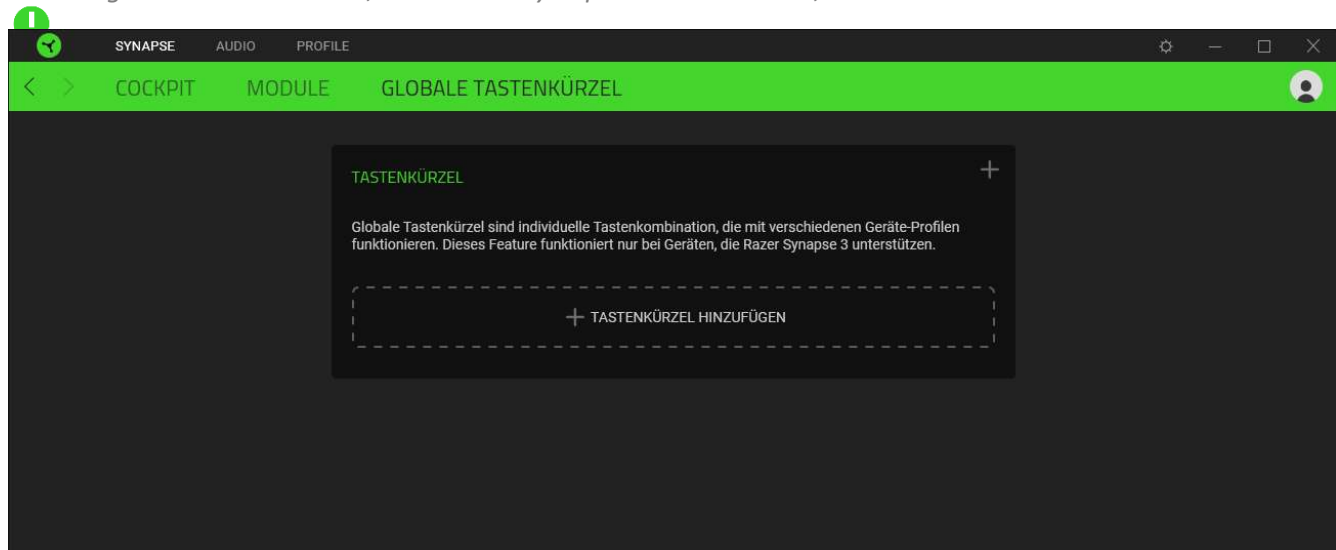 SYNAPSE AUDIO PROFILE
COCKPIT MODULE GLOBALE TASTENKÜRZEL
TASTENKÜRZEL
Globale Tastenkürzel sind individuelle Tastenkombination, die mit verschiedenen Geräte-Profilen
funktionieren. Dieses Feature funktioniert nur bei Geräten, die Razer Synapse 3 unterstützen.
TASTENKÜRZEL HINZUFÜGEN